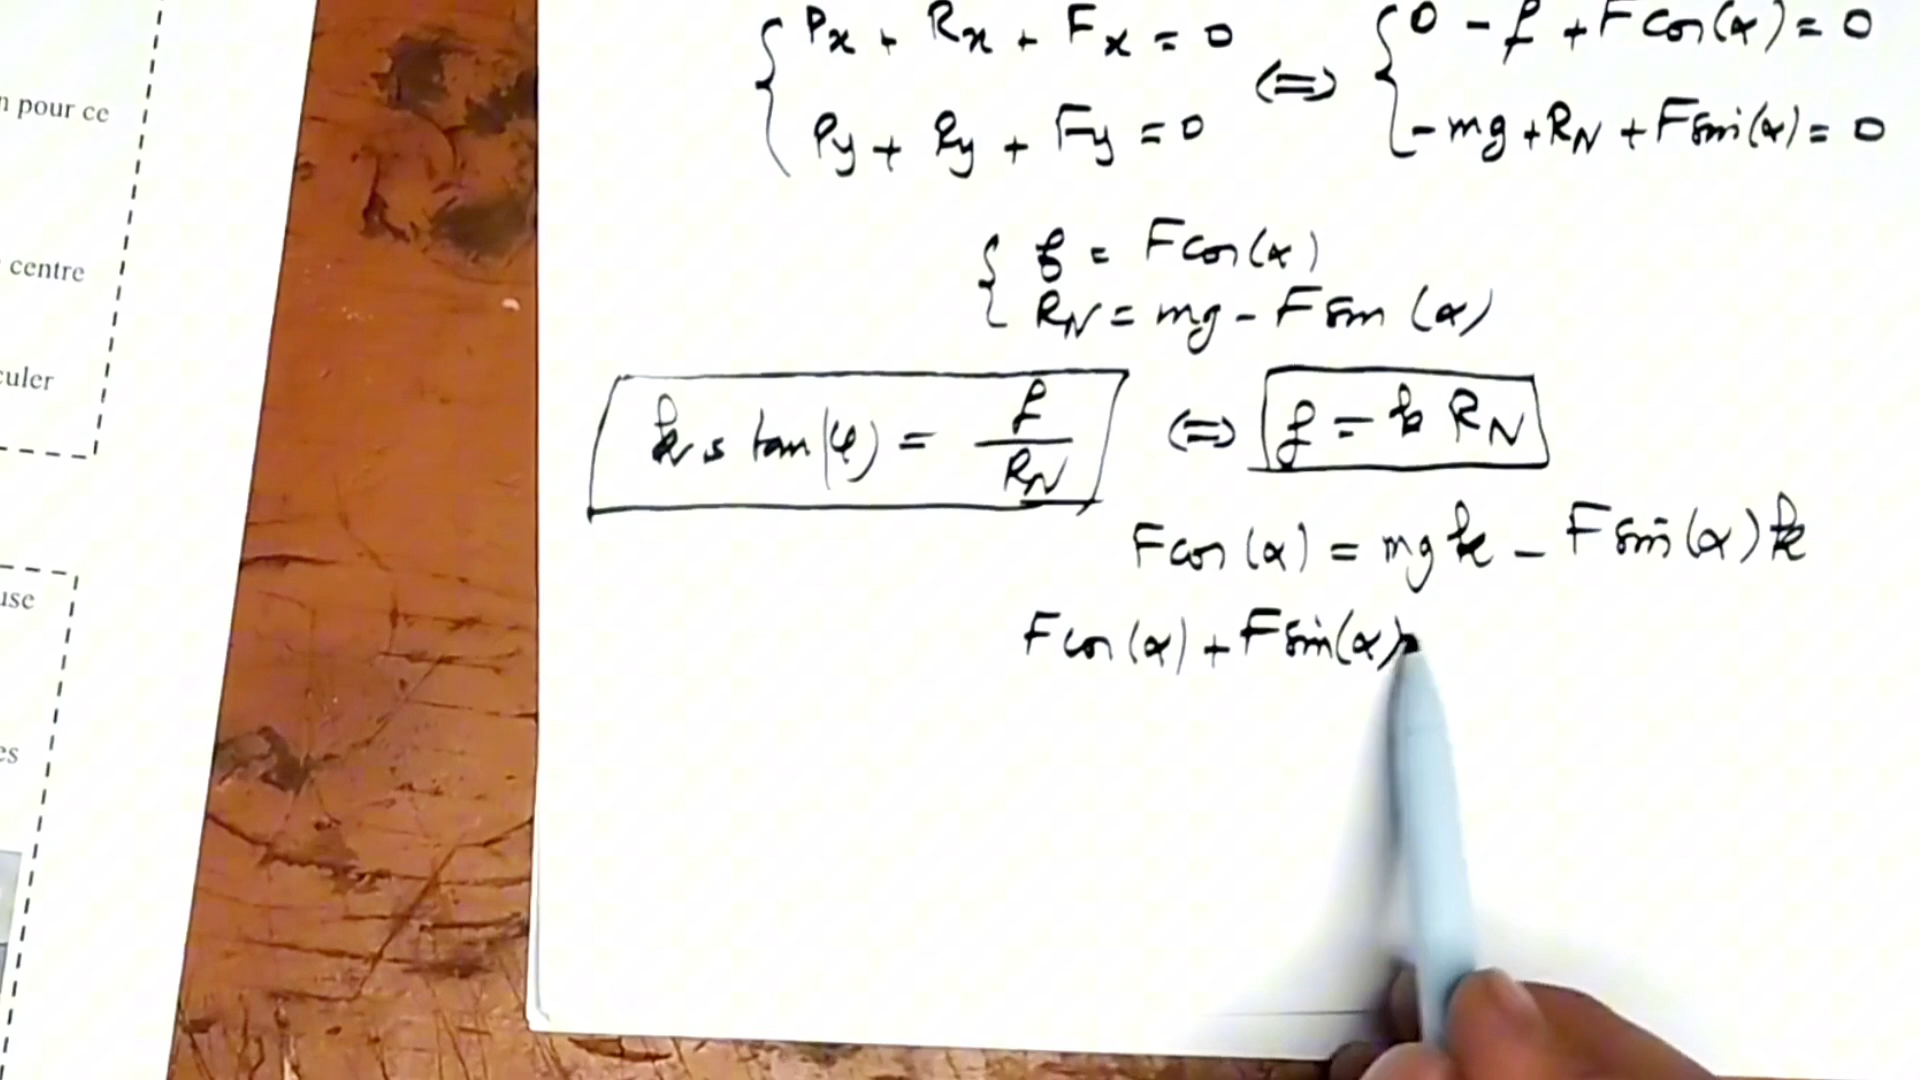 n pour ce
centre
culer
use
es
{ Px + Rx + Fx = 0 ⇔ { 0 - f + F cos(α) = 0
Py + Ry + Fy = 0 - mg + RN + F sin(α) = 0
{ f = F cos(α)
RN = mg - F sin (α)
k = tan(φ) = f / RN ⇔ f = k RN
F cos (α) = mg k - F sin(α) k
F cos (α) + F sin(α)